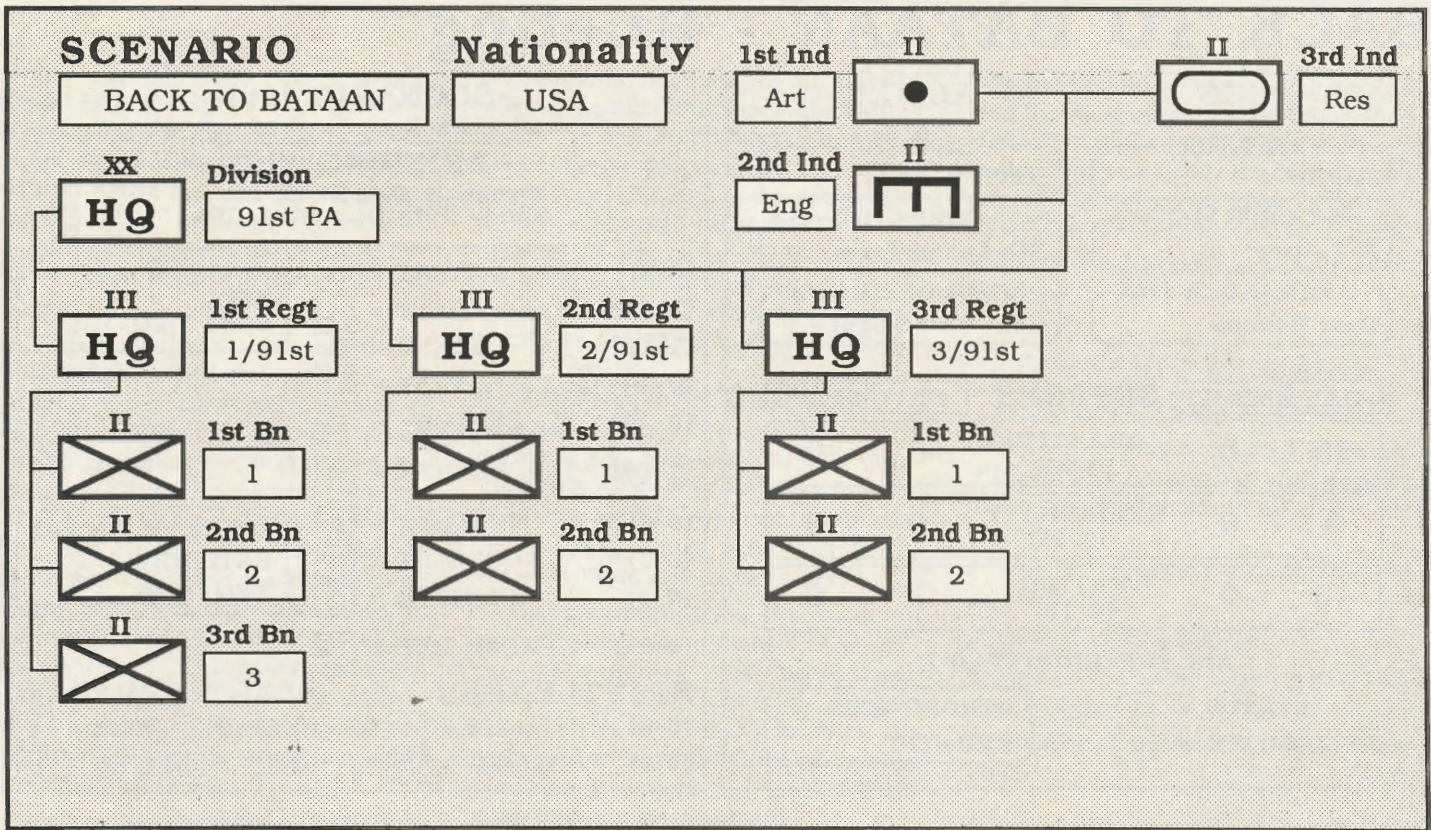 SCENARIO
BACK TO BATAAN
Nationality
USA
1st Ind
Art
II
II
3rd Ind
Res
2nd Ind
Eng
II
XX
HQ
Division
91st PA
III
HQ
1st Regt
1/91st
III
HQ
2nd Regt
2/91st
III
HQ
3rd Regt
3/91st
II
1st Bn
1
II
1st Bn
1
II
1st Bn
1
II
2nd Bn
2
II
2nd Bn
2
II
2nd Bn
2
II
3rd Bn
3